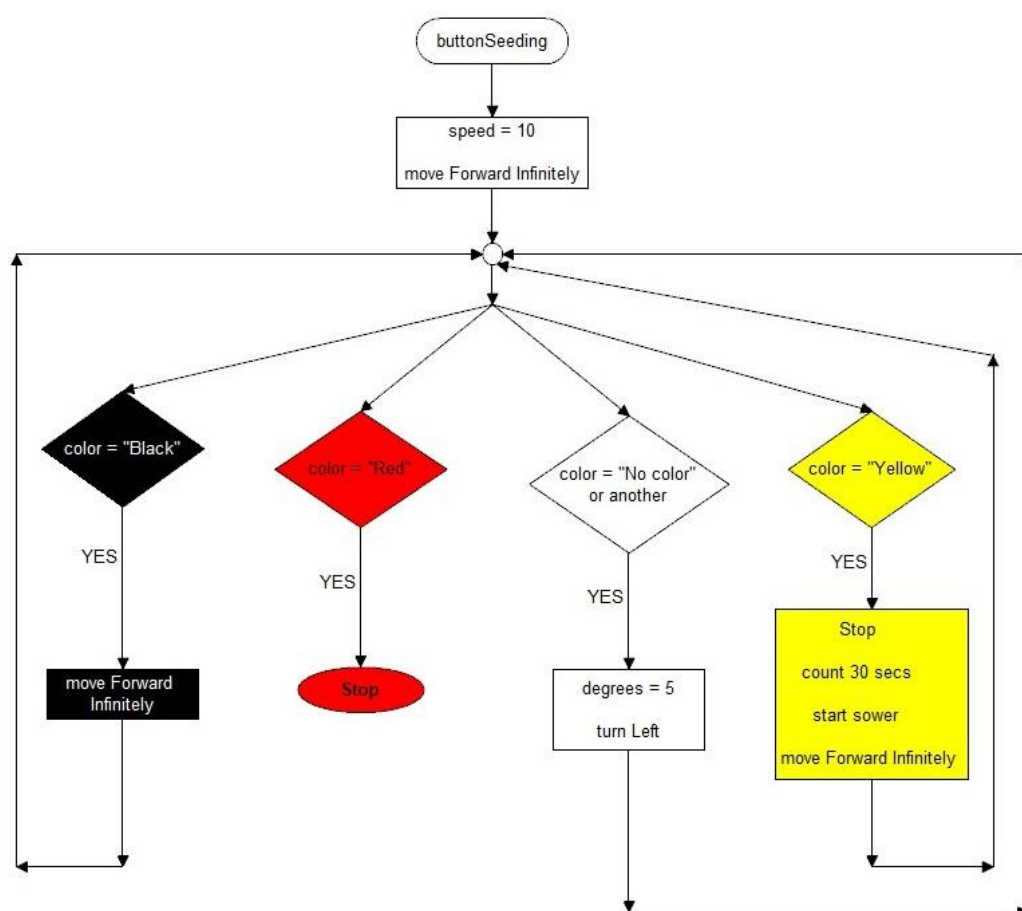 buttonSeeding
speed = 10
move Forward Infinitely
color = "Black"
color = "Red"
color = "No color"
or another
color = "Yellow"
YES
YES
YES
YES
move Forward
Infinitely
Stop
degrees = 5
turn Left
Stop
count 30 secs
start sower
move Forward Infinitely